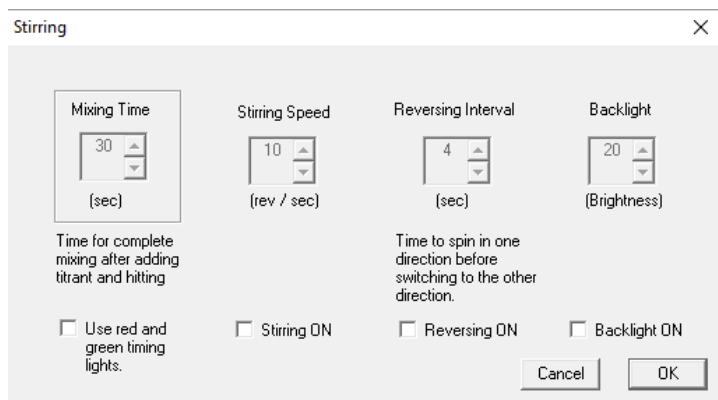 Stirring
Mixing Time
30
(sec)
Time for complete
mixing after adding
titrant and hitting
Use red and
green timing
lights.
Stirring Speed
10
(rev / sec)
Stirring ON
Reversing Interval
4
(sec)
Time to spin in one
direction before
switching to the other
direction.
Reversing ON
Backlight
20
(Brightness)
Backlight ON
Cancel
OK